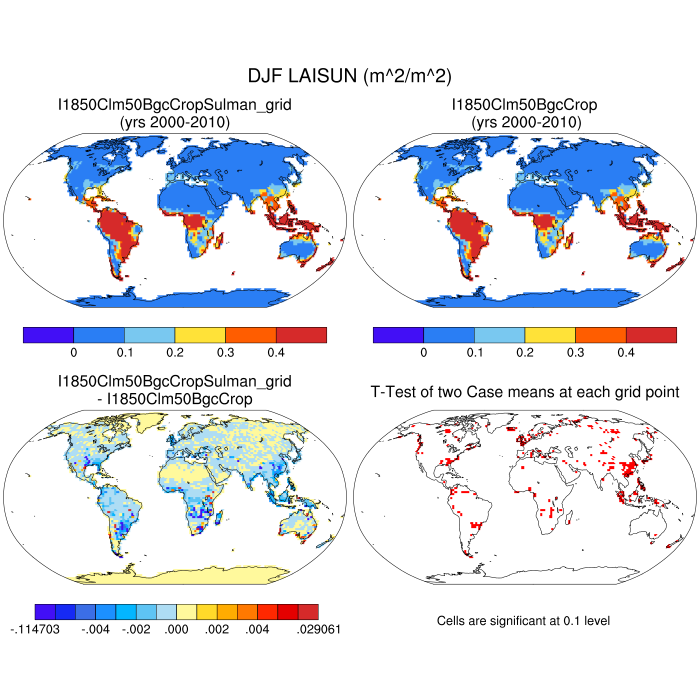 DJF LAISUN (m^2/m^2)
I1850Clm50BgcCropSulman_grid
(yrs 2000-2010)
I1850Clm50BgcCrop
(yrs 2000-2010)
0 0.1 0.2 0.3 0.4
0 0.1 0.2 0.3 0.4
I1850Clm50BgcCropSulman_grid
- I1850Clm50BgcCrop
T-Test of two Case means at each grid point
-.114703 -.004 -.002 .000 .002 .004 .029061
Cells are significant at 0.1 level